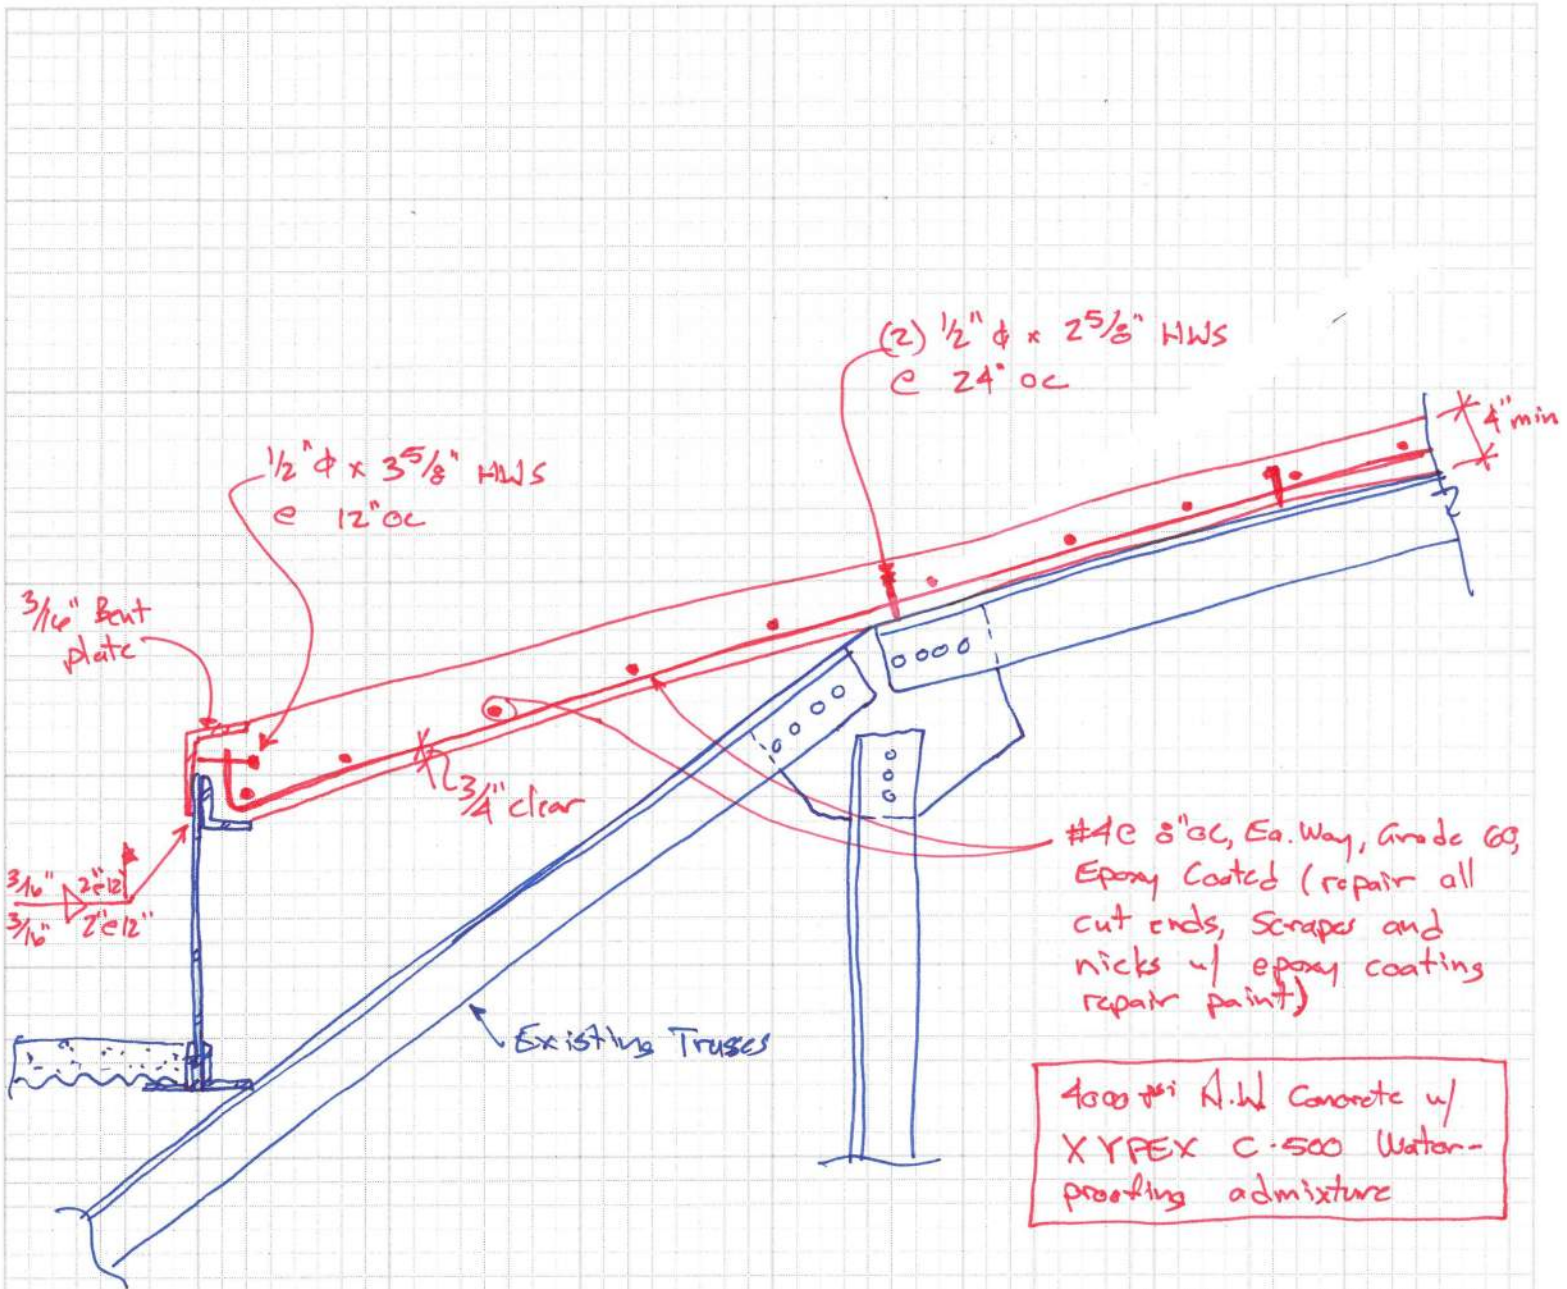 (2) 1/2" ϕ x 2 5/8" HWS
@ 24" oc
4" min
1/2" ϕ x 3 5/8" HWS
@ 12" oc
3/16" Bent
plate
3/4" clear
3/16" 2"@12"
3/16" 2"@12"
#4@ 8"oc, Ea. Way, Grade 60,
Epoxy Coated (repair all
cut ends, Scrapes and
nicks w/ epoxy coating
repair paint)
Existing Trusses
4000 psi N.W Concrete w/
XYPEX C-500 Water-
proofing admixture